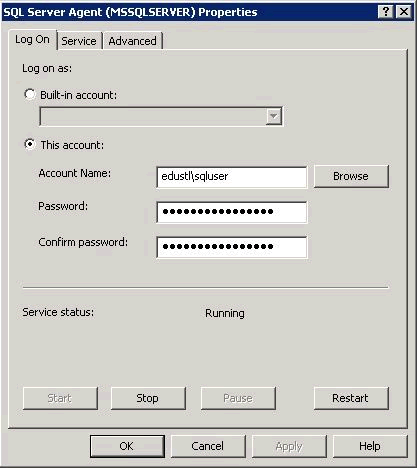 SQL Server Agent (MSSQLSERVER) Properties
Log On Service Advanced
Log on as:
Built-in account:
This account:
Account Name: edustl\sqluser Browse
Password: ●●●●●●●●●●●●●●●●
Confirm password: ●●●●●●●●●●●●●●●●
Service status: Running
Start Stop Pause Restart
OK Cancel Apply Help